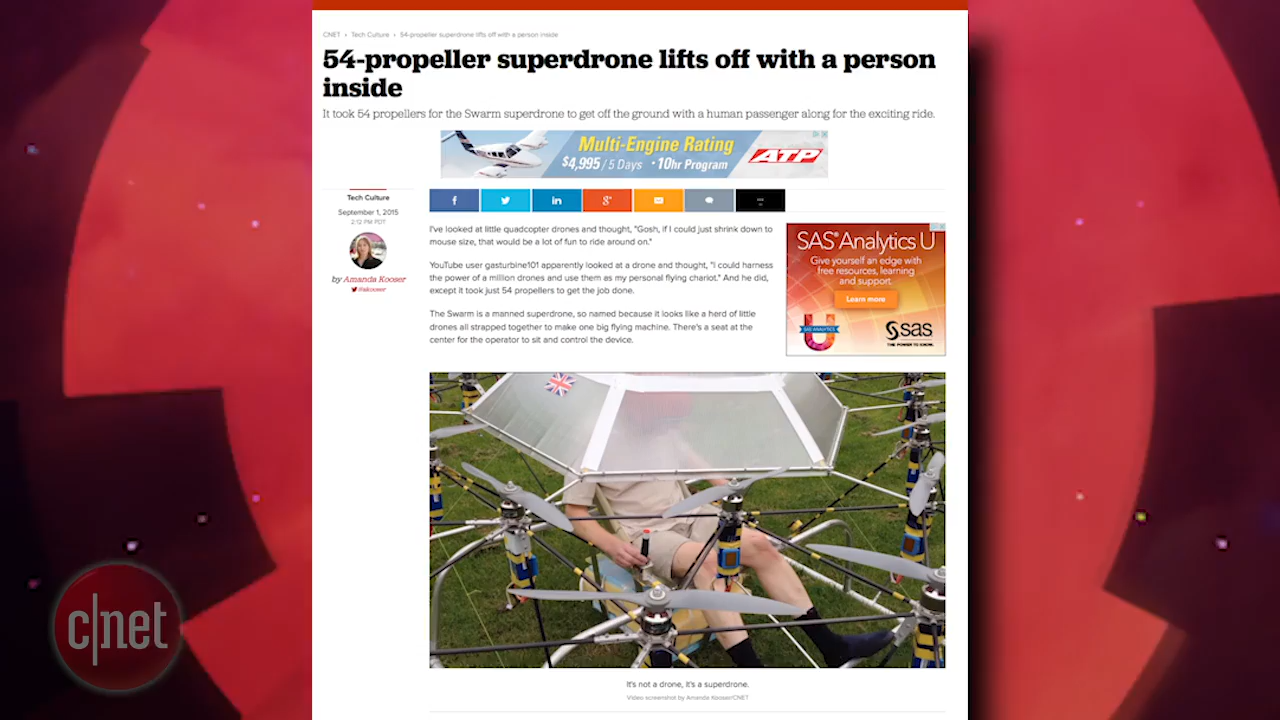 CNET › Tech Culture › 54-propeller superdrone lifts off with a person inside
54-propeller superdrone lifts off with a person
inside
It took 54 propellers for the Swarm superdrone to get off the ground with a human passenger along for the exciting ride.
Multi-Engine Rating
$4,995 / 5 Days • 10hr Program
ATP
Tech Culture
September 1, 2015
2:12 PM PDT
by Amanda Kooser
@akooser
f
in
g+
I've looked at little quadcopter drones and thought, "Gosh, if I could just shrink down to
mouse size, that would be a lot of fun to ride around on."
YouTube user gasturbine101 apparently looked at a drone and thought, "I could harness
the power of a million drones and use them as my personal flying chariot." And he did,
except it took just 54 propellers to get the job done.
The Swarm is a manned superdrone, so named because it looks like a herd of little
drones all strapped together to make one big flying machine. There's a seat at the
center for the operator to sit and control the device.
SAS® Analytics U
Give yourself an edge with
free resources, learning
and support.
Learn more
SAS ANALYTICS
U
sas
THE POWER TO KNOW.
It's not a drone, it's a superdrone.
Video screenshot by Amanda Kooser/CNET
c|net